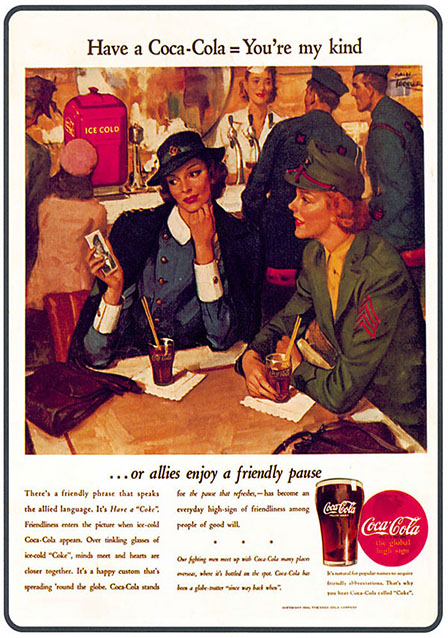 Have a Coca-Cola = You're my kind
ICE COLD
...or allies enjoy a friendly pause
There's a friendly phrase that speaks
the allied language. It's Have a "Coke".
Friendliness enters the picture when ice-cold
Coca-Cola appears. Over tinkling glasses of
ice-cold "Coke", minds meet and hearts are
closer together. It's a happy custom that's
spreading 'round the globe. Coca-Cola stands
for the pause that refreshes,—has become an
everyday high-sign of friendliness among
people of good will.
Our fighting men meet up with Coca-Cola many places
overseas, where it's bottled on the spot. Coca-Cola has
been a globe-trotter "since way back when".
Coca-Cola
Coca-Cola
the global
high-sign
It's natural for popular names to acquire
friendly abbreviations. That's why
you hear Coca-Cola called "Coke".
THE COCA-COLA COMPANY